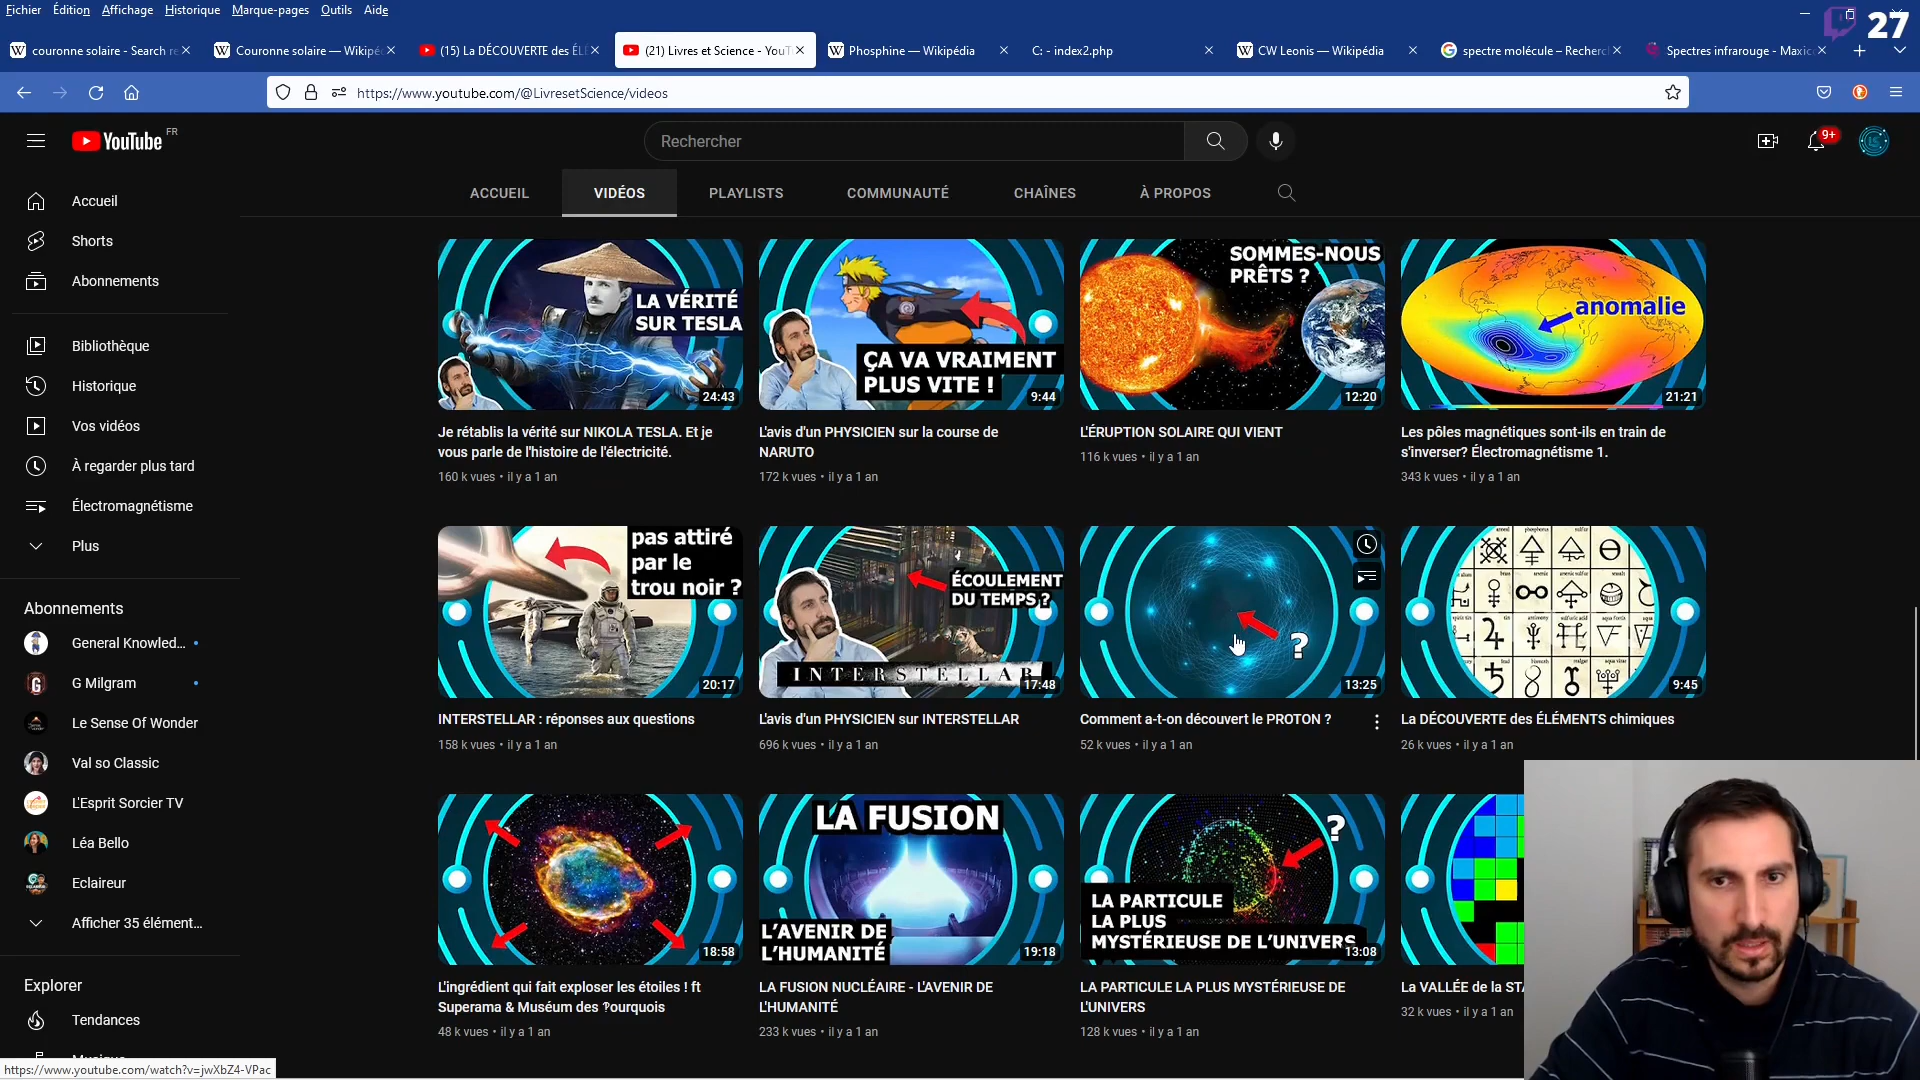 Fichier Édition Affichage Historique Marque-pages Outils Aide
27
couronne solaire - Search re
Couronne solaire — Wikipé
(15) La DÉCOUVERTE des ÉL
(21) Livres et Science - YouT
Phosphine — Wikipédia
C: - index2.php
CW Leonis — Wikipédia
spectre molécule – Recherc
Spectres infrarouge - Maxic
https://www.youtube.com/@LivresetScience/videos
YouTube FR
Rechercher
9+
ACCUEIL VIDÉOS PLAYLISTS COMMUNAUTÉ CHAÎNES À PROPOS
Accueil
Shorts
Abonnements
Bibliothèque
Historique
Vos vidéos
À regarder plus tard
Électromagnétisme
Plus
Abonnements
General Knowled...
G Milgram
Le Sense Of Wonder
Val so Classic
L'Esprit Sorcier TV
Léa Bello
Eclaireur
Afficher 35 élément...
Explorer
Tendances
Musique
https://www.youtube.com/watch?v=jwXbZ4-VPac
LA VÉRITÉ
SUR TESLA
24:43
Je rétablis la vérité sur NIKOLA TESLA. Et je
vous parle de l'histoire de l'électricité.
160 k vues • il y a 1 an
ÇA VA VRAIMENT
PLUS VITE !
9:44
L'avis d'un PHYSICIEN sur la course de
NARUTO
172 k vues • il y a 1 an
SOMMES-NOUS
PRÊTS ?
12:20
L'ÉRUPTION SOLAIRE QUI VIENT
116 k vues • il y a 1 an
anomalie
21:21
Les pôles magnétiques sont-ils en train de
s'inverser? Électromagnétisme 1.
343 k vues • il y a 1 an
pas attiré
par le
trou noir ?
20:17
INTERSTELLAR : réponses aux questions
158 k vues • il y a 1 an
ÉCOULEMENT
DU TEMPS ?
INTERSTELLAR
17:48
L'avis d'un PHYSICIEN sur INTERSTELLAR
696 k vues • il y a 1 an
?
13:25
Comment a-t-on découvert le PROTON ?
52 k vues • il y a 1 an
9:45
La DÉCOUVERTE des ÉLÉMENTS chimiques
26 k vues • il y a 1 an
18:58
L'ingrédient qui fait exploser les étoiles ! ft
Superama & Muséum des ?ourquois
48 k vues • il y a 1 an
LA FUSION
L'AVENIR DE
L'HUMANITÉ
19:18
LA FUSION NUCLÉAIRE - L'AVENIR DE
L'HUMANITÉ
233 k vues • il y a 1 an
?
LA PARTICULE
LA PLUS
MYSTÉRIEUSE DE L'UNIVERS
13:08
LA PARTICULE LA PLUS MYSTÉRIEUSE DE
L'UNIVERS
128 k vues • il y a 1 an
La VALLÉE de la STA
32 k vues • il y a 1 an